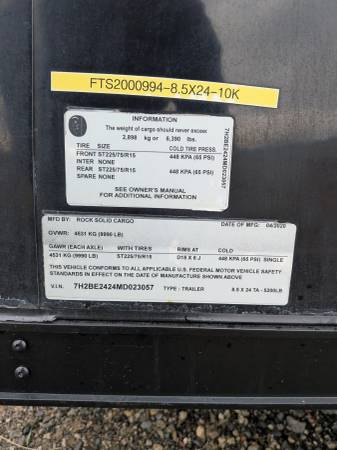 FTS2000994-8.5X24-10K
INFORMATION
The weight of cargo should never exceed
2,898 kg or 6,390 lbs.
TIRE SIZE COLD TIRE PRESS.
FRONT ST225/75/R15 448 KPA (65 PSI)
INTER NONE
REAR ST225/75/R15 448 KPA (65 PSI)
SPARE NONE
SEE OWNER'S MANUAL
FOR ADDITIONAL INFORMATION
7H2BE2424MD023057
MFD BY: ROCK SOLID CARGO DATE OF MFG: 04/2020
GVWR: 4531 KG (9990 LB)
GAWR (EACH AXLE) WITH TIRES RIMS AT COLD
4531 KG (9990 LB) ST225/75/R15 D15 X 6 J 448 KPA (65 PSI) SINGLE
THIS VEHICLE CONFORMS TO ALL APPLICABLE U.S. FEDERAL MOTOR VEHICLE SAFETY
STANDARDS IN EFFECT ON THE DATE OF MANUFACTURE SHOWN ABOVE
V.I.N. 7H2BE2424MD023057 TYPE : TRAILER 8.5 X 24 TA - 5200LB